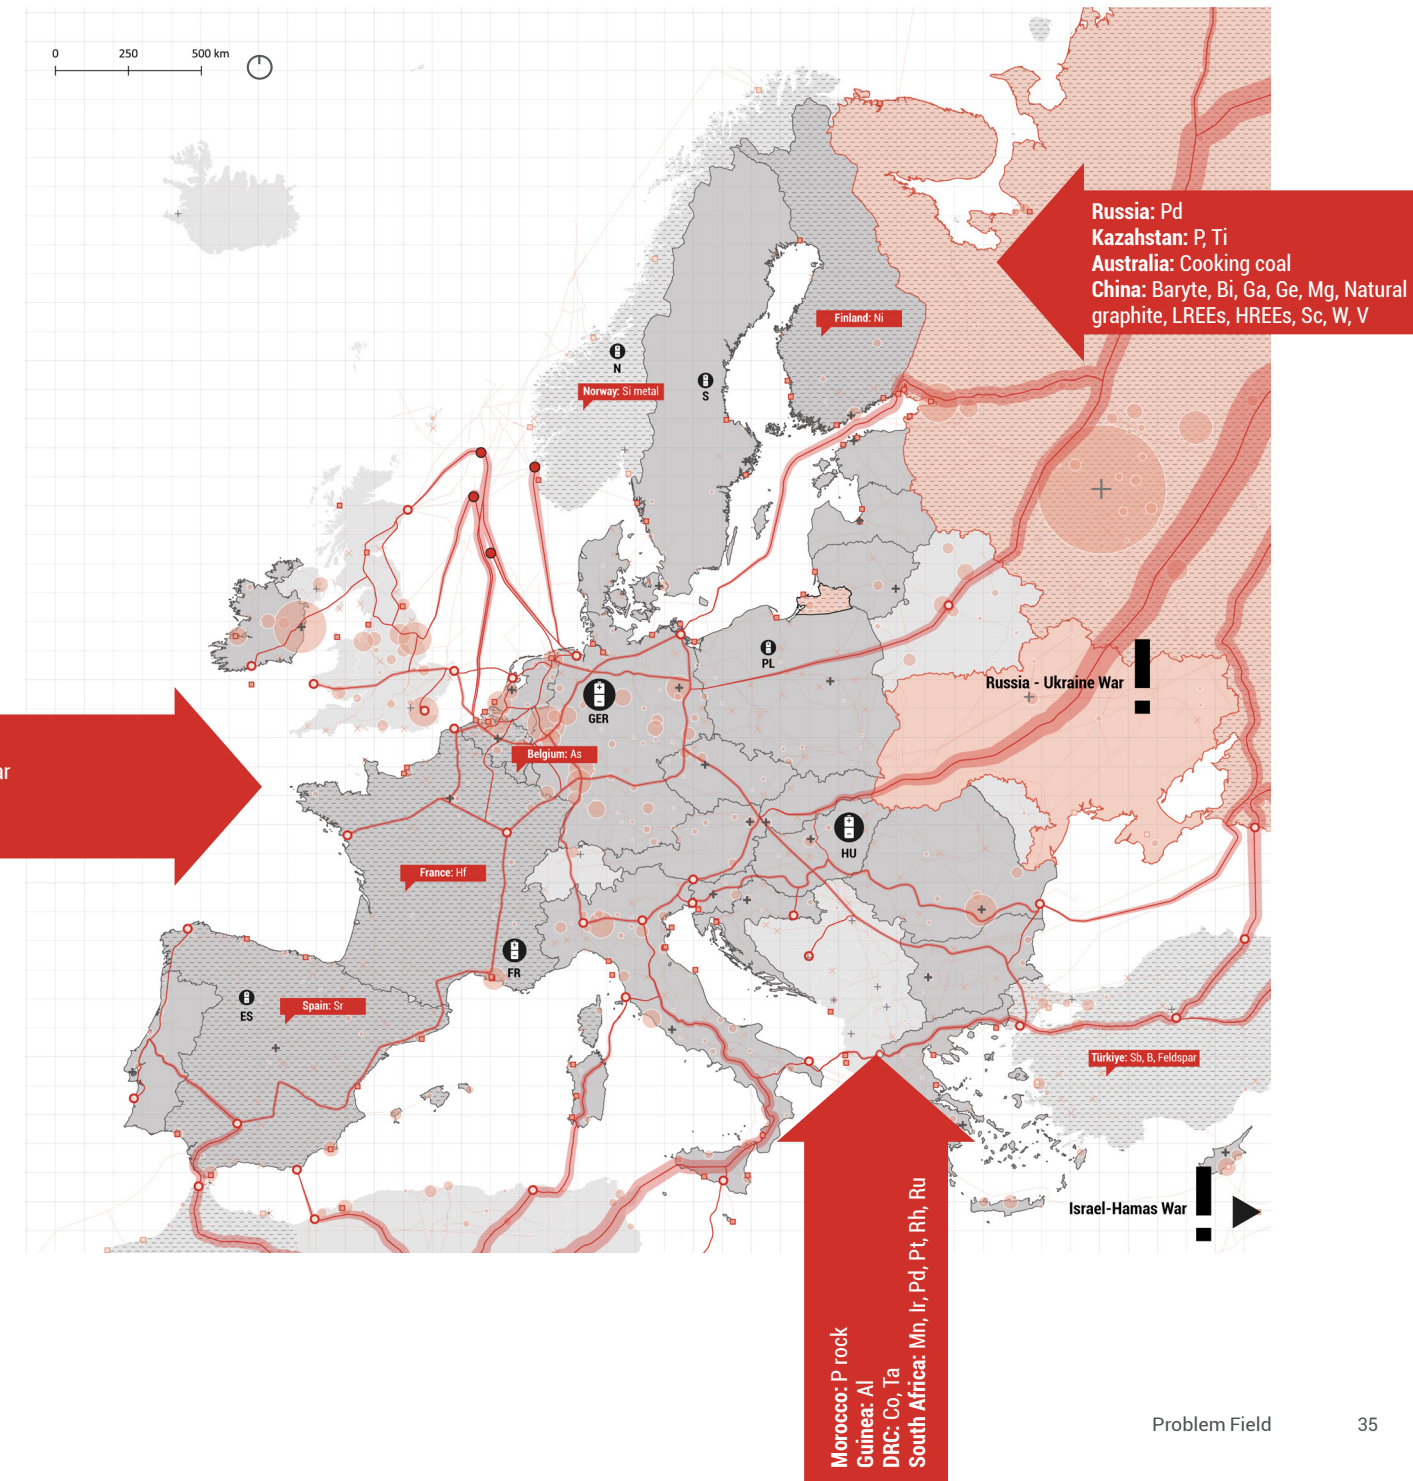 0 250 500 km
Russia: Pd
Kazahstan: P, Ti
Australia: Cooking coal
China: Baryte, Bi, Ga, Ge, Mg, Natural
graphite, LREEs, HREEs, Sc, W, V
Finland: Ni
N
Norway: Si metal
S
PL
Russia - Ukraine War
GER
Belgium: As
ar
HU
France: Hf
FR
ES
Spain: Sr
Türkiye: Sb, B, Feldspar
Israel-Hamas War
Morocco: P rock
Guinea: Al
DRC: Co, Ta
South Africa: Mn, Ir, Pd, Pt, Rh, Ru
Problem Field 35